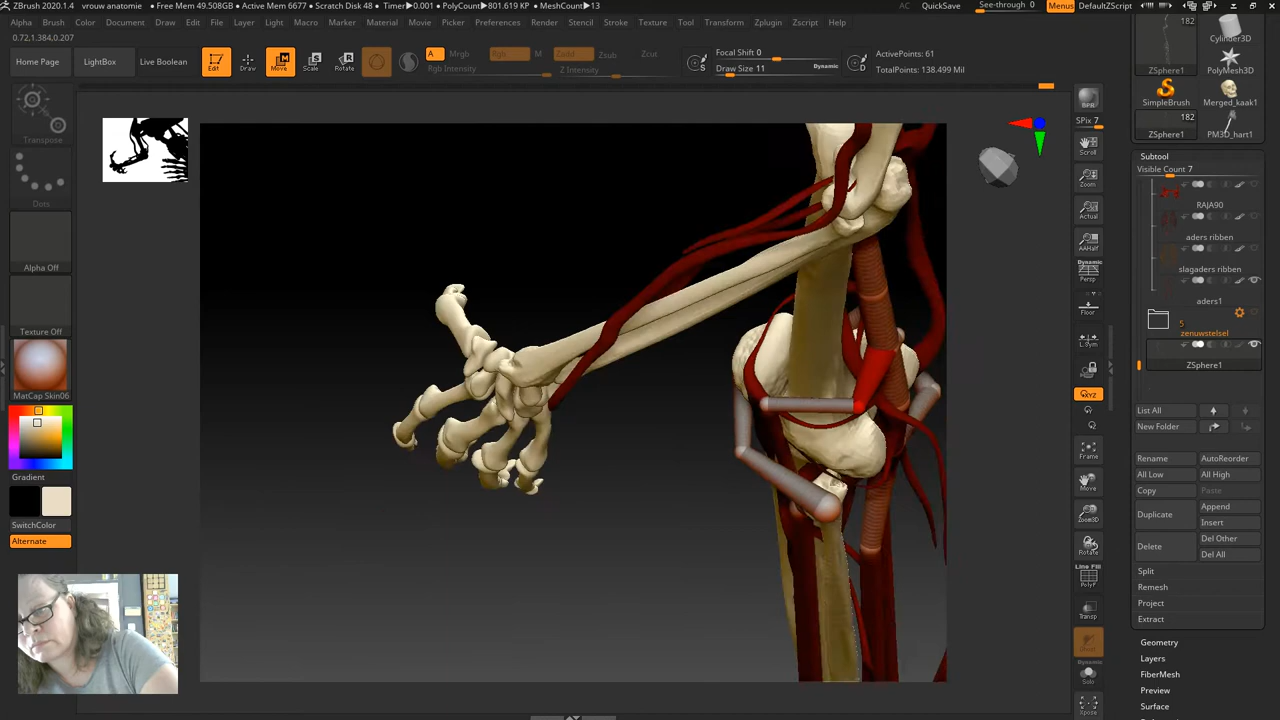 ZBrush 2020.1.4 vrouw anatomie • Free Mem 49.508GB • Active Mem 6677 • Scratch Disk 48 • Timer▶0.001 • PolyCount▶801.619 KP • MeshCount▶13 AC QuickSave See-through 0 Menus DefaultZScript
Alpha Brush Color Document Draw Edit File Layer Light Macro Marker Material Movie Picker Preferences Render Stencil Stroke Texture Tool Transform Zplugin Zscript Help
0.72,1.384,0.207
Home Page LightBox Live Boolean
Edit Draw Move Scale Rotate
A Mrgb Rgb M Zadd Zsub Zcut
Rgb Intensity Z Intensity
Focal Shift 0
Draw Size 11 Dynamic
S D
ActivePoints: 61
TotalPoints: 138.499 Mil
Transpose
Dots
Alpha Off
Texture Off
MatCap Skin06
Gradient
SwitchColor
Alternate
BPR
SPix 7
Scroll
Zoom
Actual
AAHalf
Dynamic
Persp
Floor
L.Sym
XYZ
Frame
Move
Zoom3D
Rotate
Line Fill
PolyF
Transp
Ghost
Dynamic
Solo
Xpose
182
Cylinder3D
ZSphere1 PolyMesh3D
SimpleBrush Merged_kaak1
182
ZSphere1 PM3D_hart1
Subtool
Visible Count 7
RAJA90
aders ribben
slagaders ribben
aders1
5
zenuwstelsel
ZSphere1
List All
New Folder
Rename AutoReorder
All Low All High
Copy Paste
Duplicate Append
Insert
Delete Del Other
Del All
Split
Remesh
Project
Extract
Geometry
Layers
FiberMesh
Preview
Surface